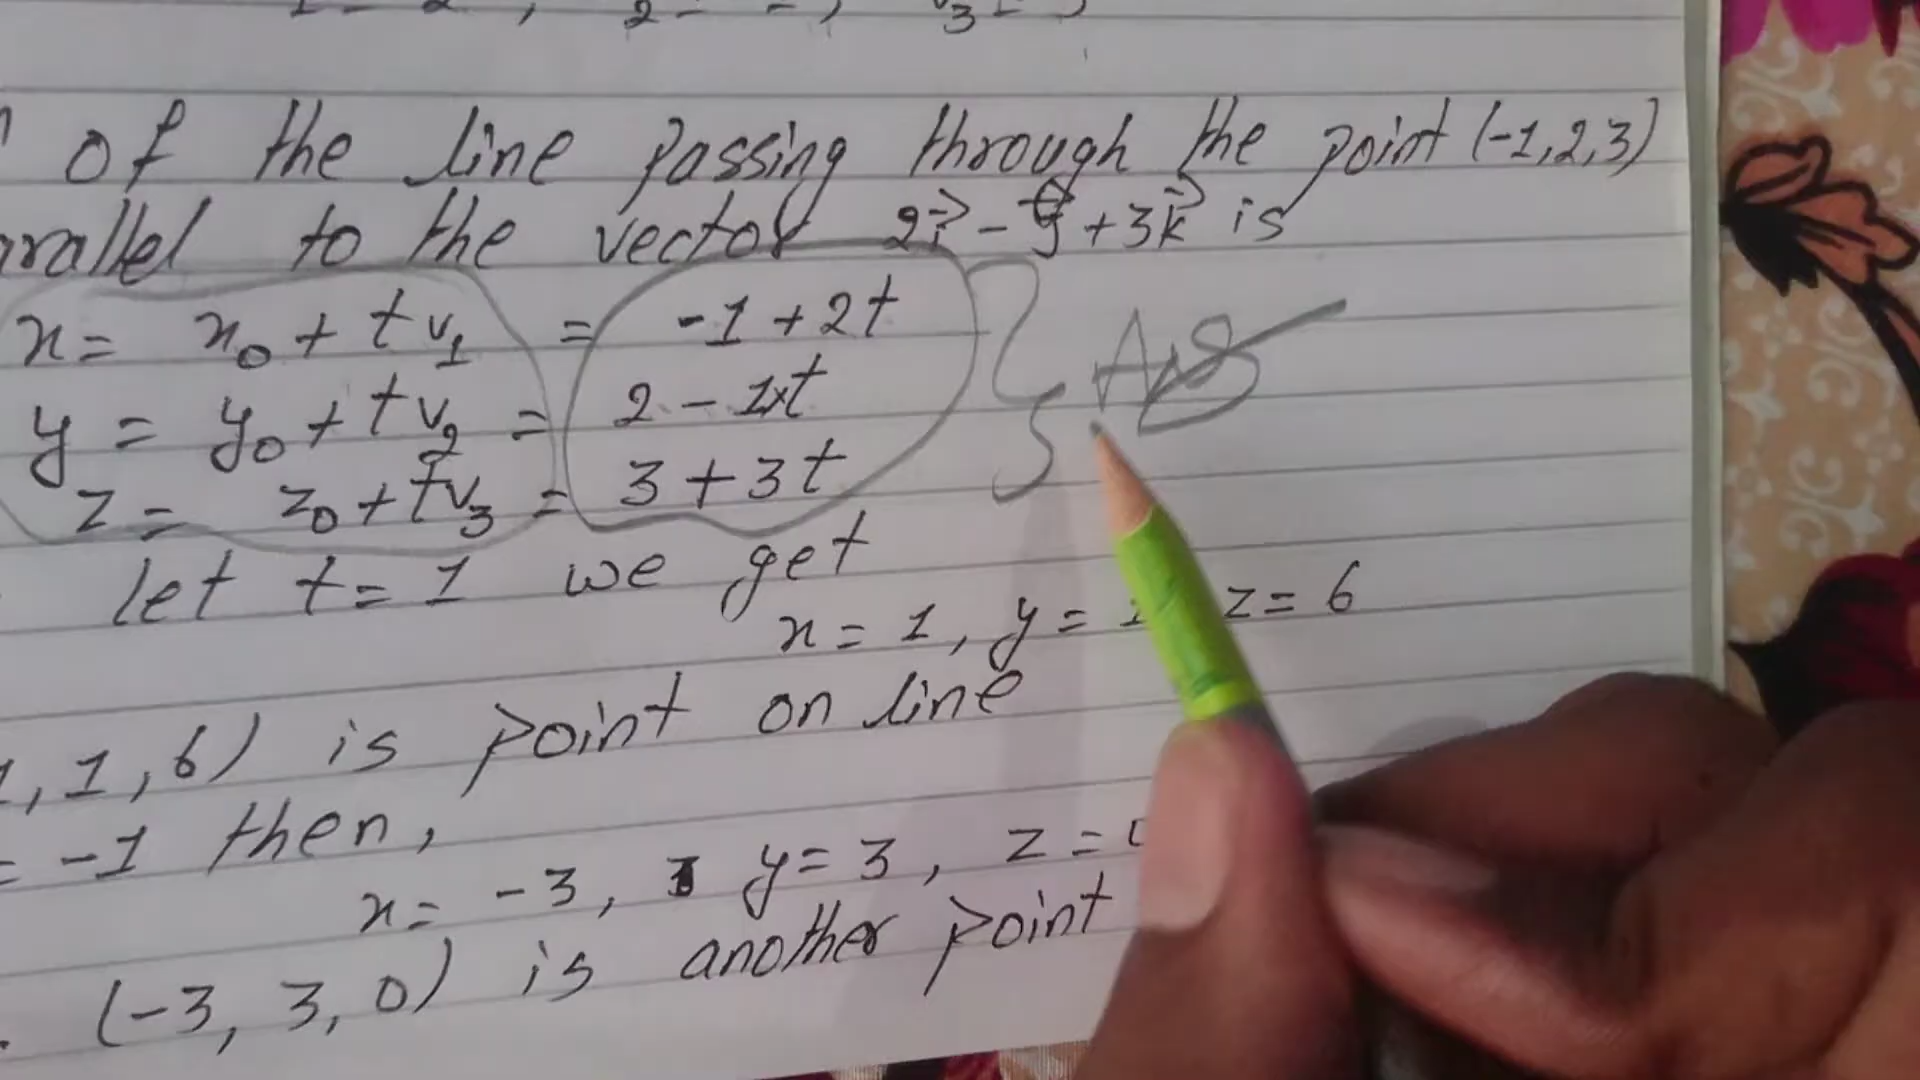 of the line passing through the point (-1,2,3)
to the vector 2i⃗ - j⃗ + 3k⃗ is
x = x₀ + tv₁ = -1 + 2t
y = y₀ + tv₂ = 2 - 1×t
z = z₀ + tv₃ = 3 + 3t
Ans
let t = 1 we get
x = 1, y = z = 6
, 1, 6) is point on line
= -1 then,
x = -3, y = 3, z =
(-3, 3, 0) is another point